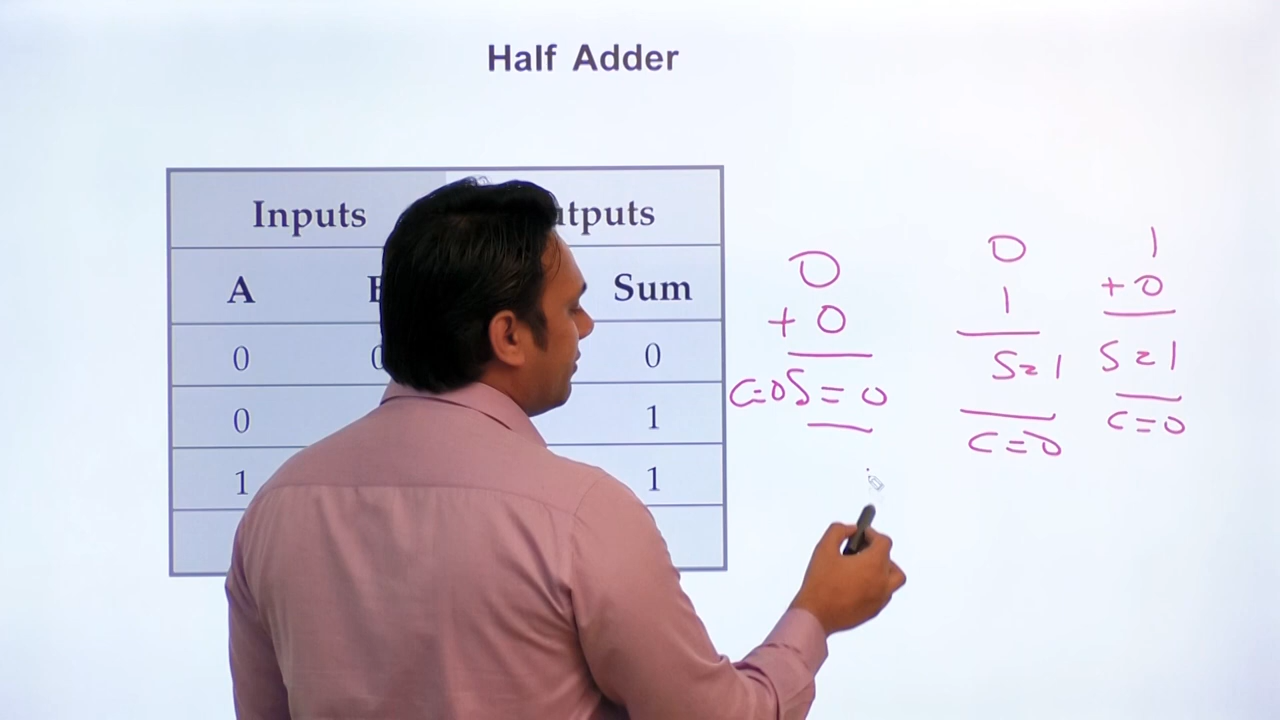 Half Adder
Inputs
A Sum
0 0 0
0 1
1 1
0
+ 0
C=0 S = 0
0
1
S=1
C=0
1
+ 0
S=1
C=0